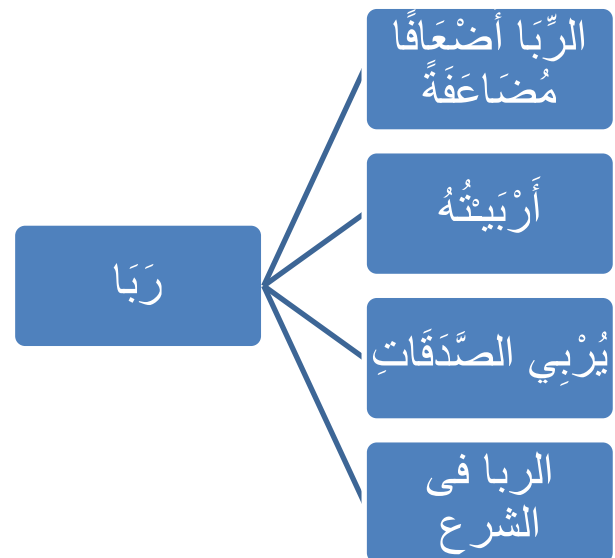 رَبَا
الرِّبَا أَضْعَافًا
مُضَاعَفَةً
أَرْبَيْتُهُ
يُرْبِي الصَّدَقَاتِ
الربا فى
الشرع